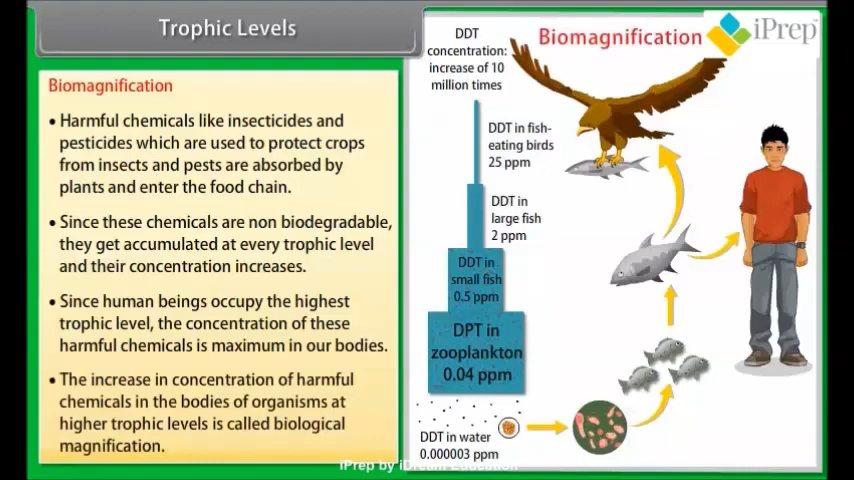 Trophic Levels
Biomagnification
• Harmful chemicals like insecticides and
pesticides which are used to protect crops
from insects and pests are absorbed by
plants and enter the food chain.
• Since these chemicals are non biodegradable,
they get accumulated at every trophic level
and their concentration increases.
• Since human beings occupy the highest
trophic level, the concentration of these
harmful chemicals is maximum in our bodies.
• The increase in concentration of harmful
chemicals in the bodies of organisms at
higher trophic levels is called biological
magnification.
DDT
concentration:
increase of 10
million times
Biomagnification
iPrep
DDT in fish-
eating birds
25 ppm
DDT in
large fish
2 ppm
DDT in
small fish
0.5 ppm
DPT in
zooplankton
0.04 ppm
DDT in water
0.000003 ppm
iPrep by iDream Education